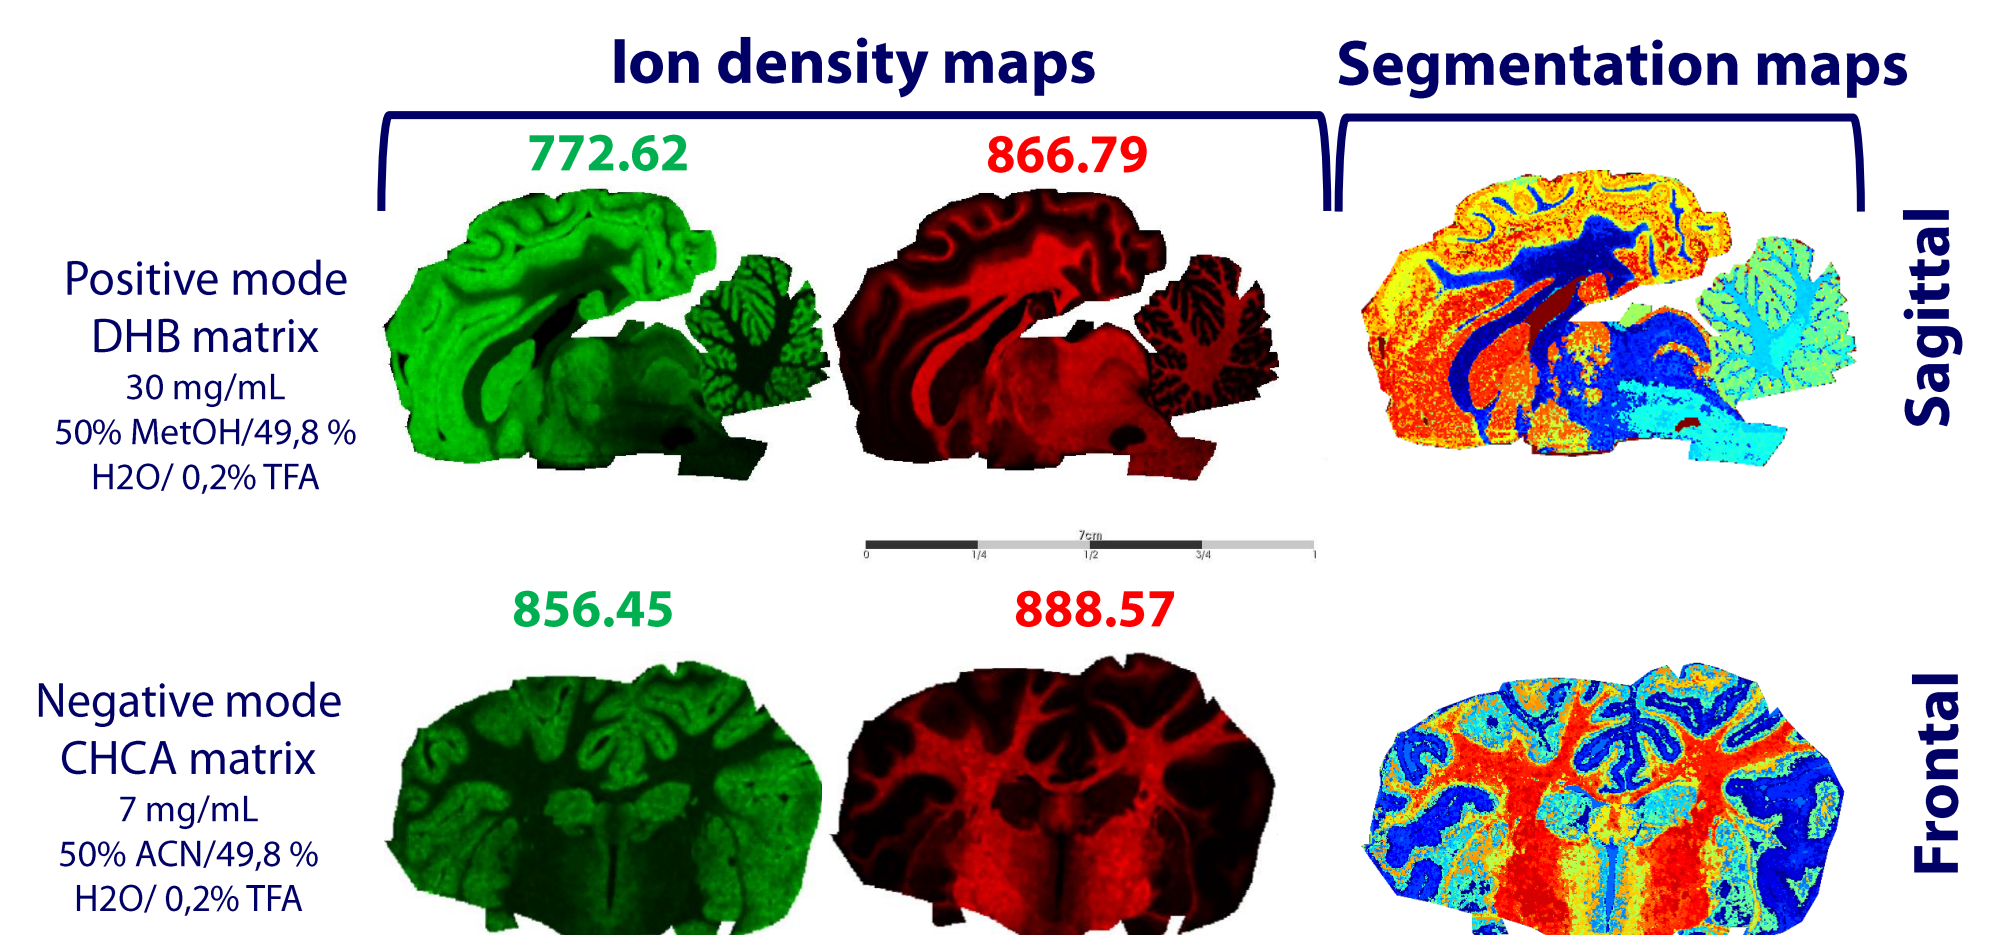 Ion density maps
Segmentation maps
772.62
866.79
Positive mode
DHB matrix
30 mg/mL
50% MetOH/49,8 %
H2O/ 0,2% TFA
Sagittal
7cm
0 1/4 1/2 3/4 1
856.45
888.57
Negative mode
CHCA matrix
7 mg/mL
50% ACN/49,8 %
H2O/ 0,2% TFA
Frontal